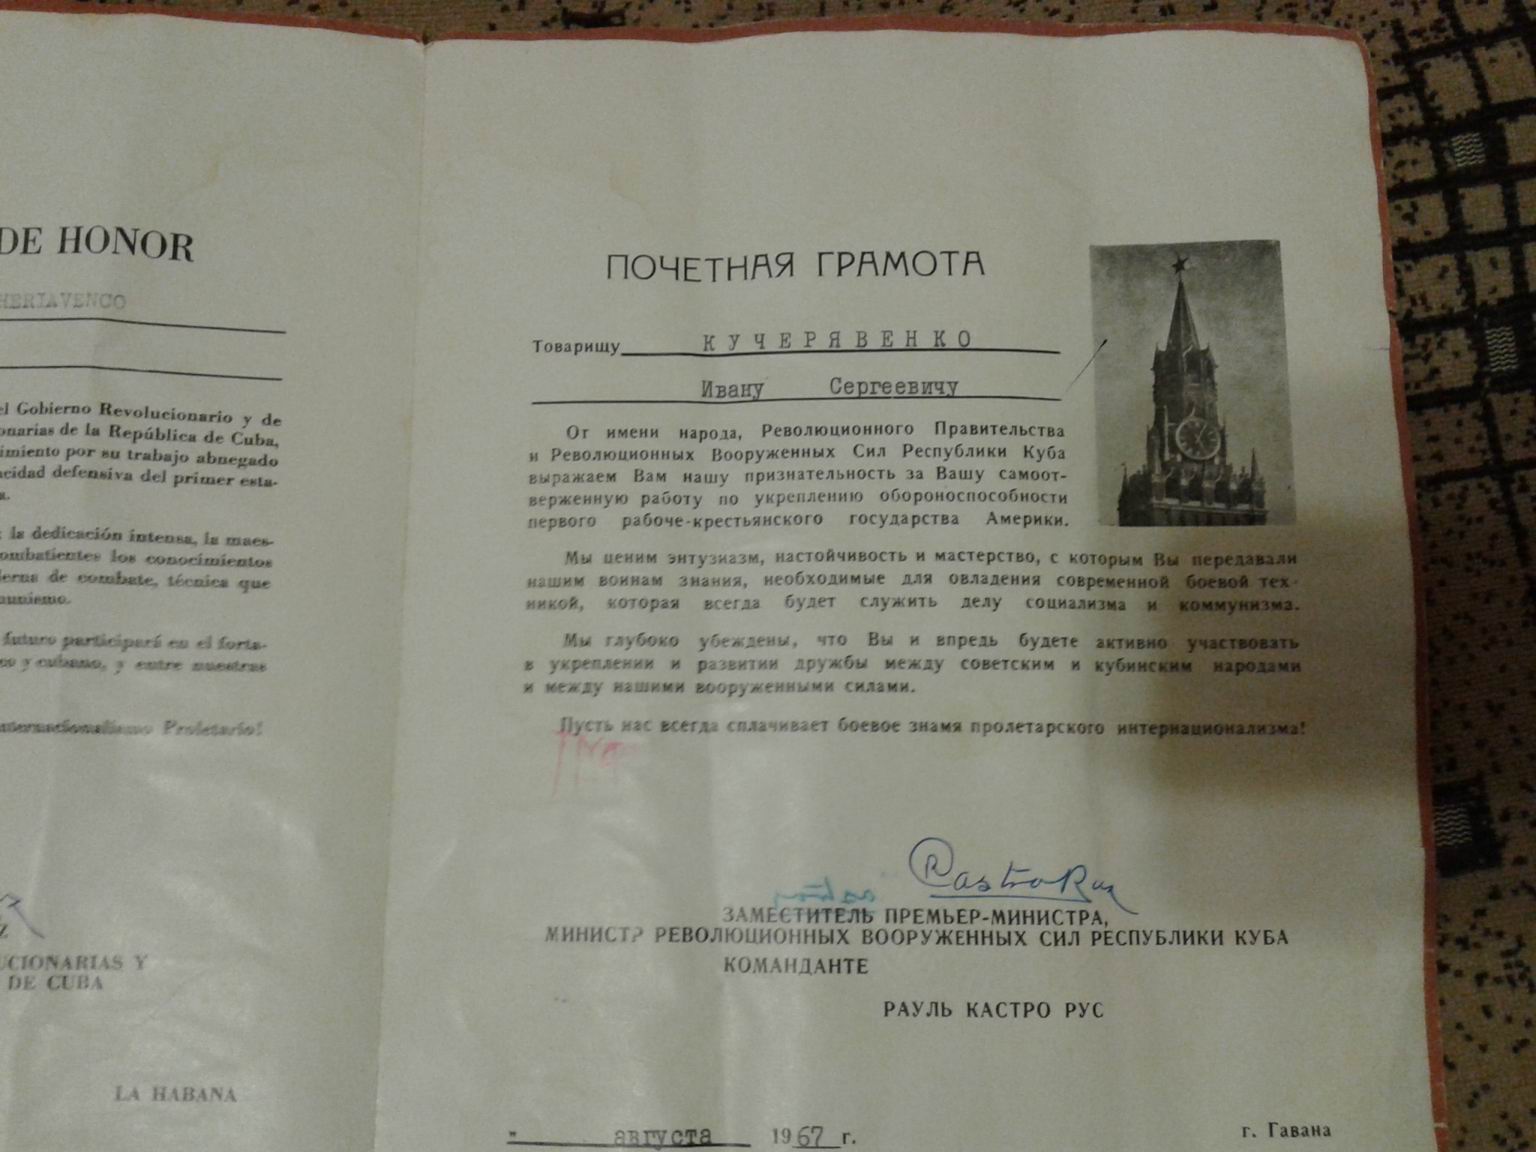 DE HONOR
HERIAVENCO
el Gobierno Revolucionario y de
onarias de la República de Cuba,
imiento por su trabajo abnegado
acidad defensiva del primer esta-
a.
la dedicación intensa, la maes-
ombatientes los conocimientos
derna de combate, técnica que
munismo.
futuro participará en el forta-
co y cubano, y entre nuestras
nternacionalismo Proletario!
Z
UCIONARIAS Y
DE CUBA
LA HABANA
ПОЧЕТНАЯ ГРАМОТА
Товарищу КУЧЕРЯВЕНКО
Ивану Сергеевичу
От имени народа, Революционного Правительства
и Революционных Вооруженных Сил Республики Куба
выражаем Вам нашу признательность за Вашу самоот-
верженную работу по укреплению обороноспособности
первого рабоче-крестьянского государства Америки.
Мы ценим энтузиазм, настойчивость и мастерство, с которым Вы передавали
нашим воинам знания, необходимые для овладения современной боевой тех-
никой, которая всегда будет служить делу социализма и коммунизма.
Мы глубоко убеждены, что Вы и впредь будете активно участвовать
в укреплении и развитии дружбы между советским и кубинским народами
и между нашими вооруженными силами.
Пусть нас всегда сплачивает боевое знамя пролетарского интернационализма!
Castro Ruz
ЗАМЕСТИТЕЛЬ ПРЕМЬЕР-МИНИСТРА,
МИНИСТР РЕВОЛЮЦИОННЫХ ВООРУЖЕННЫХ СИЛ РЕСПУБЛИКИ КУБА
КОМАНДАНТЕ
РАУЛЬ КАСТРО РУС
" августа 1967 г.
г. Гавана